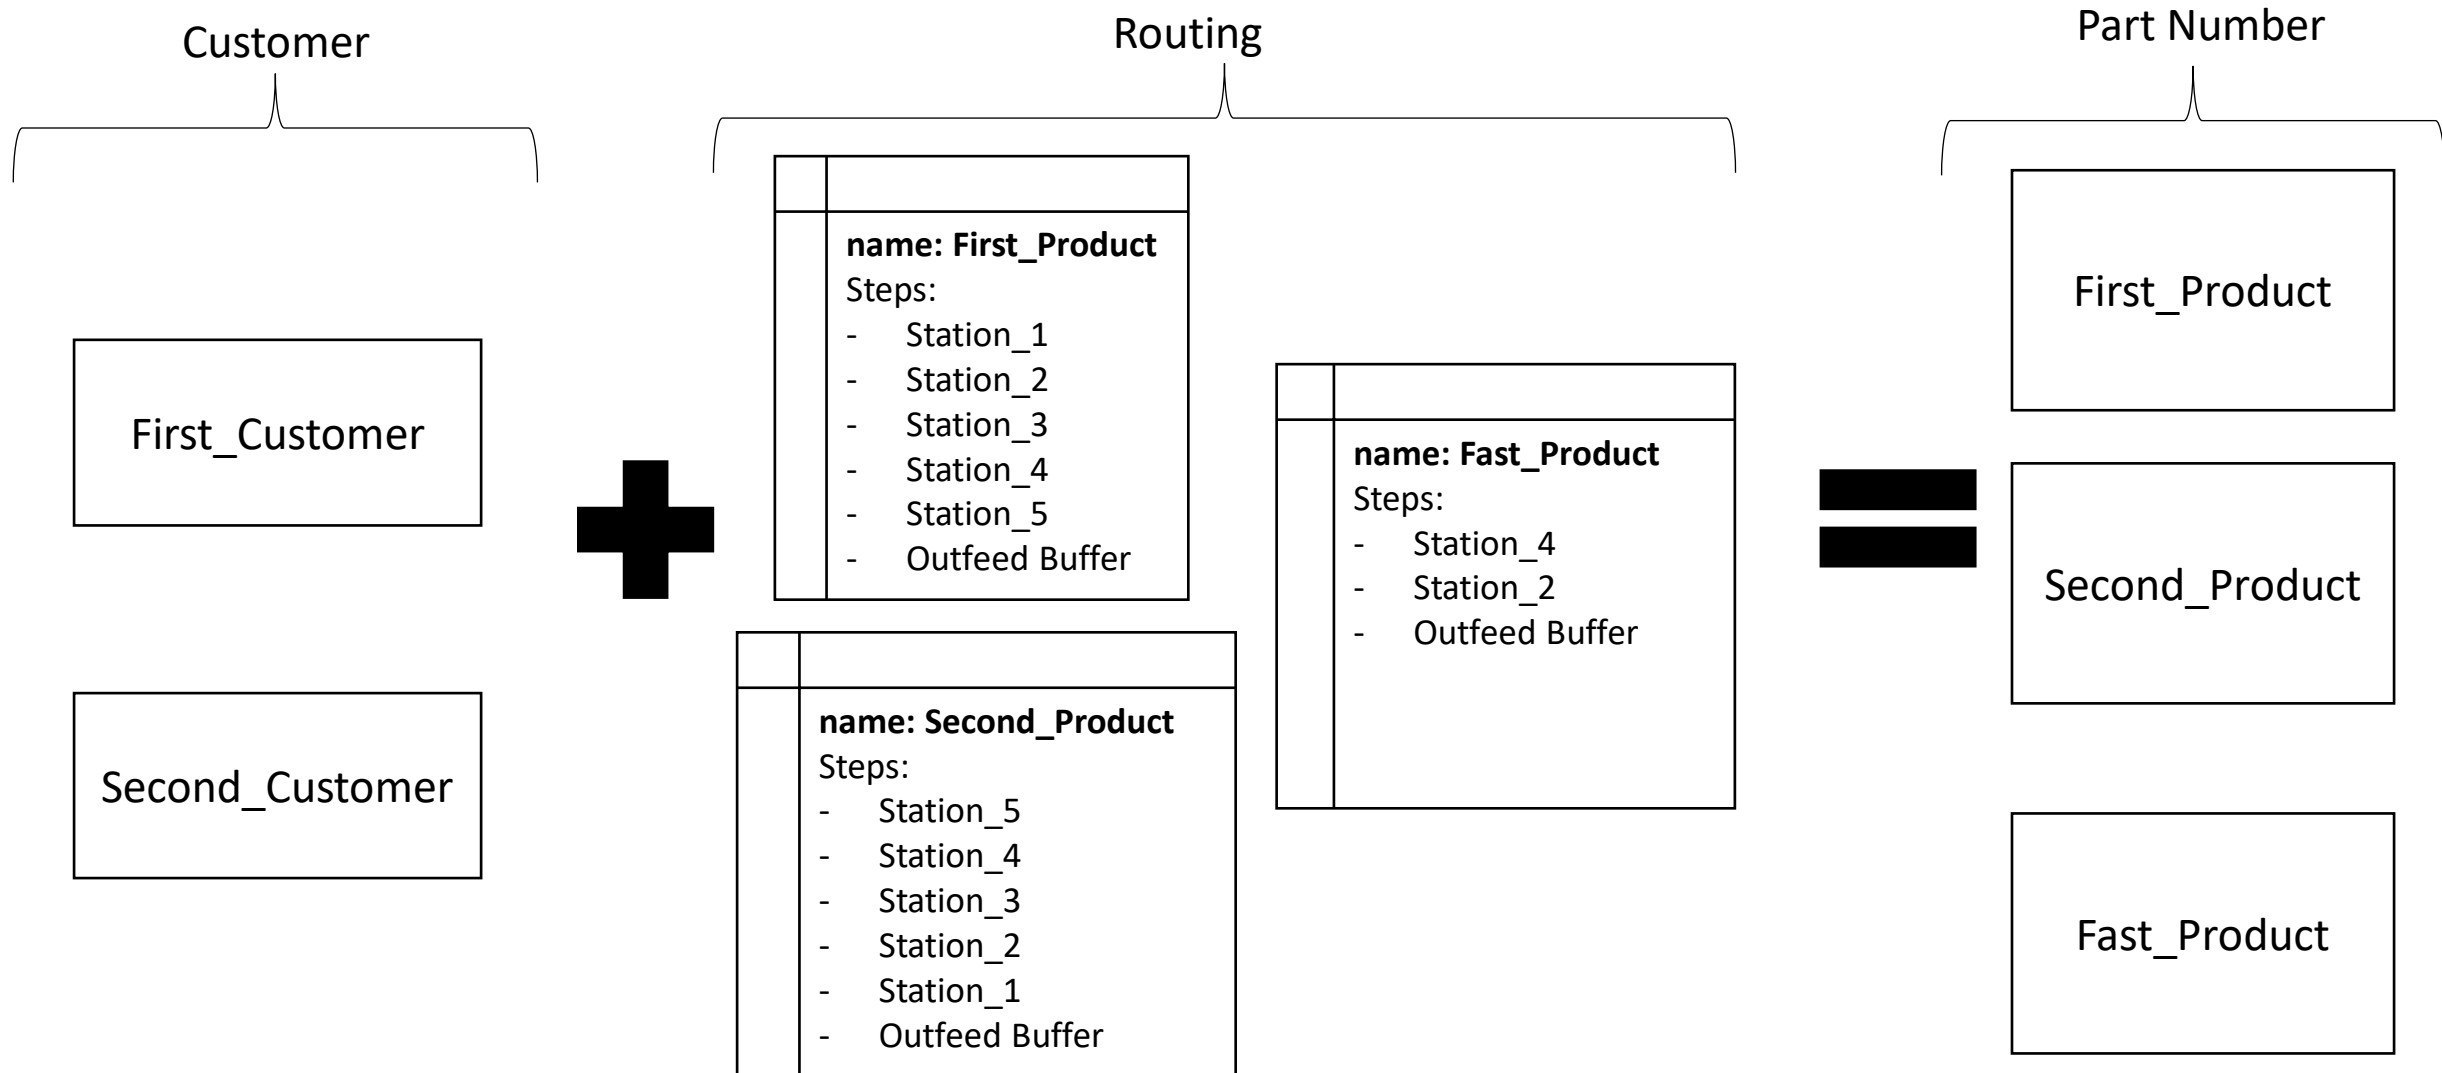 Customer
Routing
Part Number
First_Customer
Second_Customer
name: First_Product
Steps:
- Station_1
- Station_2
- Station_3
- Station_4
- Station_5
- Outfeed Buffer
name: Second_Product
Steps:
- Station_5
- Station_4
- Station_3
- Station_2
- Station_1
- Outfeed Buffer
name: Fast_Product
Steps:
- Station_4
- Station_2
- Outfeed Buffer
First_Product
Second_Product
Fast_Product